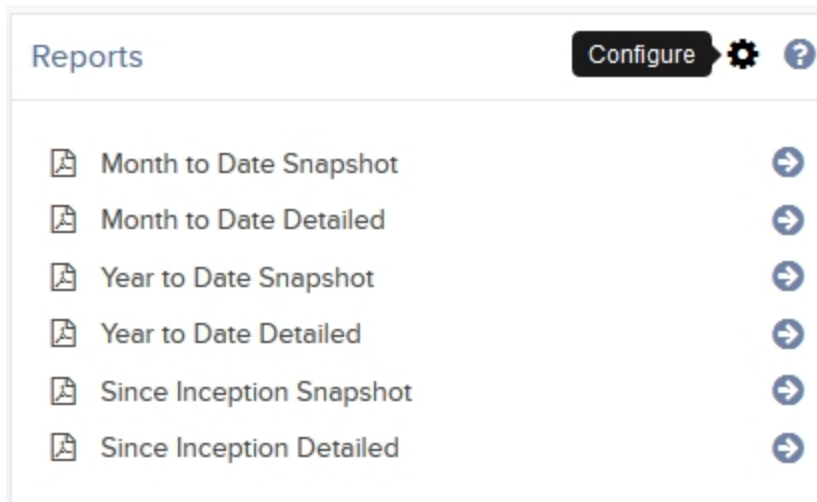 Reports Configure
Month to Date Snapshot
Month to Date Detailed
Year to Date Snapshot
Year to Date Detailed
Since Inception Snapshot
Since Inception Detailed